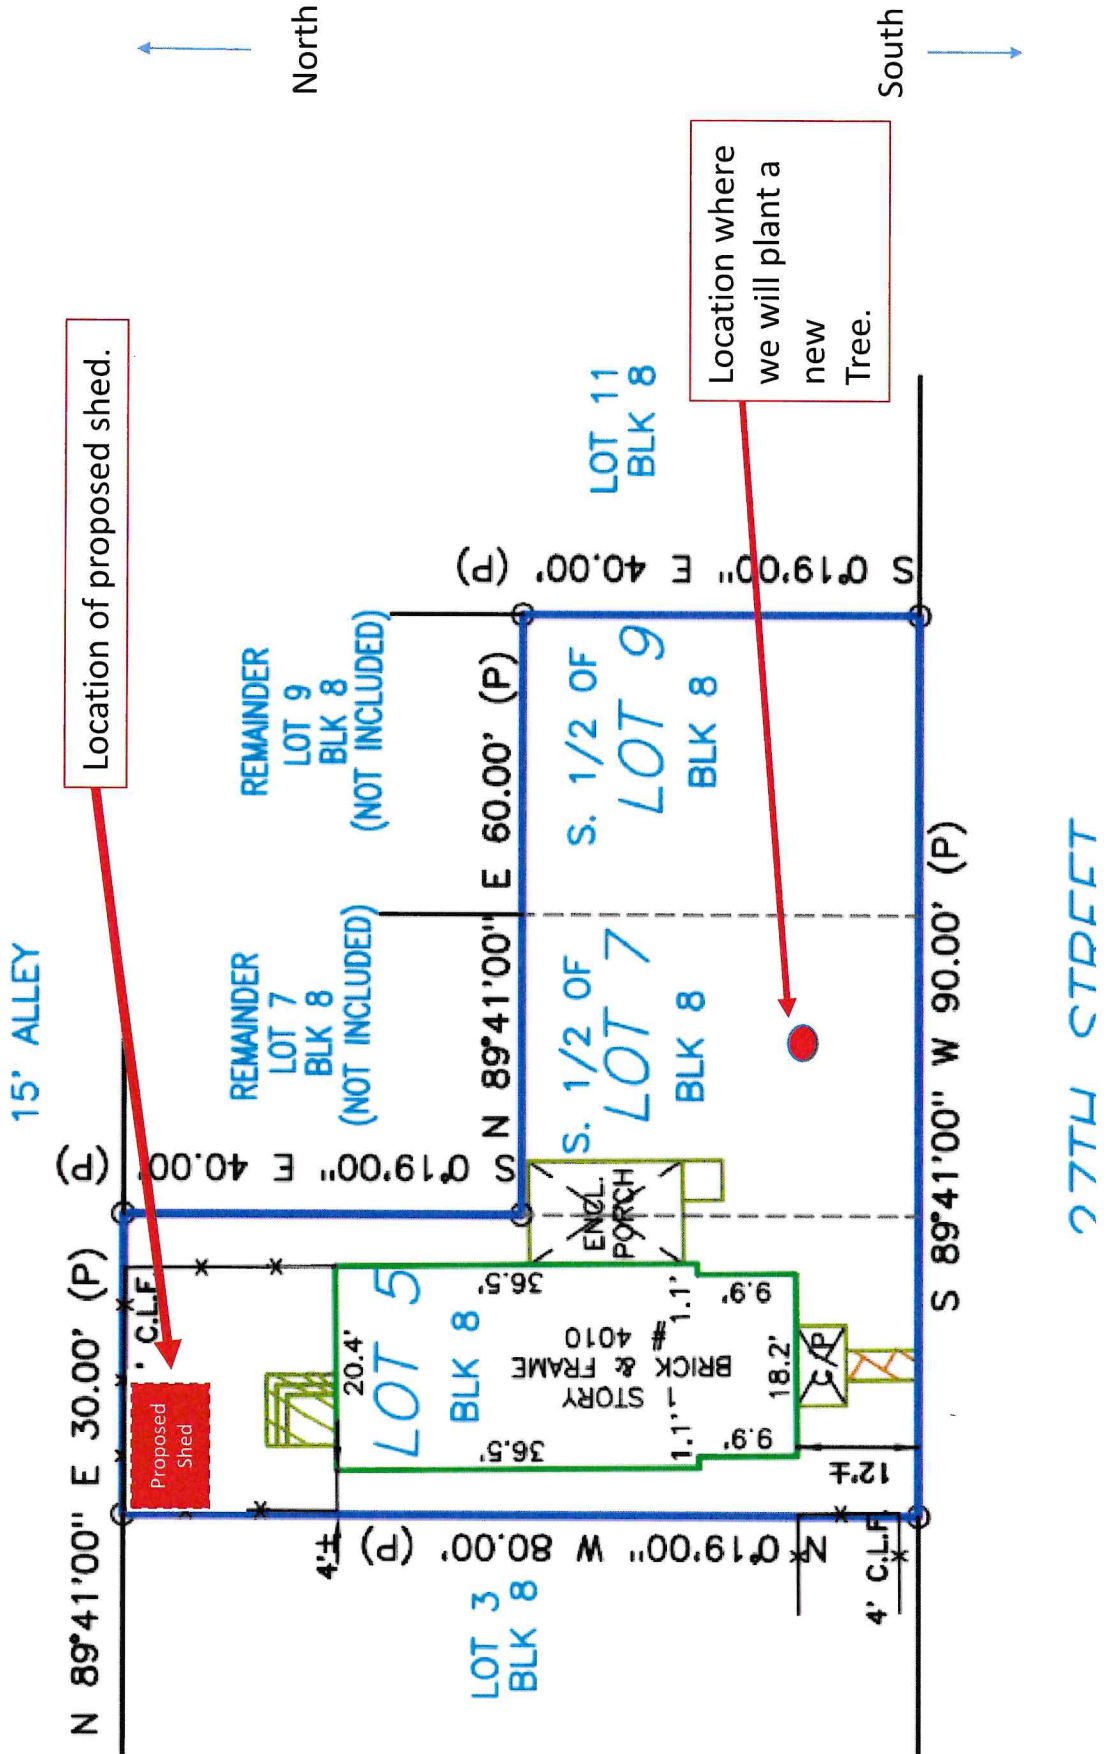 15' ALLEY
Location of proposed shed.
North
N 89°41'00" E 30.00' (P)
' C.L.F.
Proposed
Shed
S 0°19'00" E 40.00' (P)
REMAINDER
LOT 7
BLK 8
(NOT INCLUDED)
REMAINDER
LOT 9
BLK 8
(NOT INCLUDED)
N 89°41'00" E 60.00' (P)
LOT 3
BLK 8
N 0°19'00" W 80.00' (P)
20.4'
LOT 5
BLK 8
36.5'
36.5'
1 STORY
BRICK & FRAME
# 4010
1.1'
1.1'
9.9'
9.9'
18.2'
C/P
12'±
4' C.L.F.
ENCL.
PORCH
S. 1/2 OF
LOT 7
BLK 8
S. 1/2 OF
LOT 9
BLK 8
S 0°19'00" E 40.00' (P)
LOT 11
BLK 8
Location where
we will plant a
new
Tree.
South
S 89°41'00" W 90.00' (P)
27TH STREET